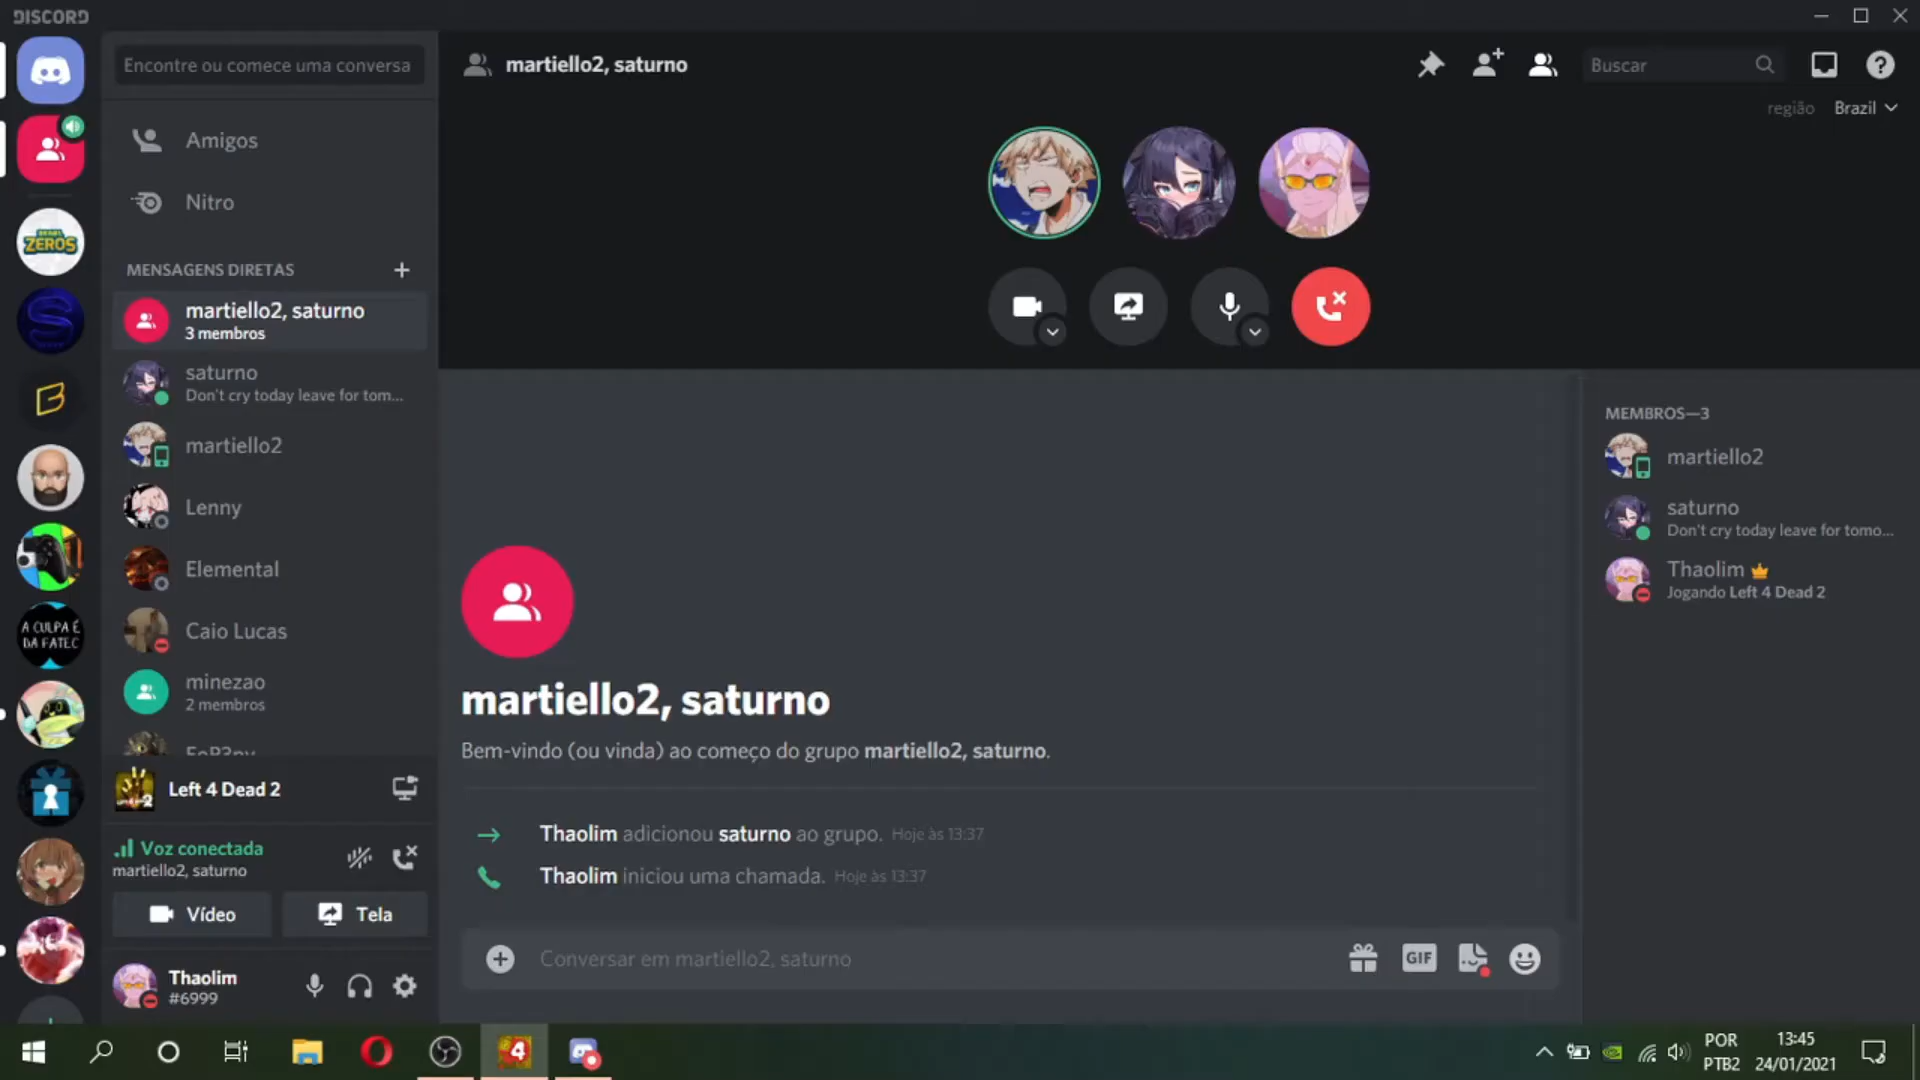 DISCORD
Encontre ou comece uma conversa
martiello2, saturno
Buscar
região Brazil
Amigos
Nitro
MENSAGENS DIRETAS
martiello2, saturno
3 membros
saturno
Don't cry today leave for tom...
martiello2
Lenny
Elemental
Caio Lucas
minezao
2 membros
ZEROS
A CULPA É
DA FATEC
Left 4 Dead 2
Voz conectada
martiello2, saturno
Vídeo
Tela
Thaolim
#6999
martiello2, saturno
Bem-vindo (ou vinda) ao começo do grupo martiello2, saturno.
Thaolim adicionou saturno ao grupo. Hoje às 13:37
Thaolim iniciou uma chamada. Hoje às 13:37
Conversar em martiello2, saturno
GIF
MEMBROS—3
martiello2
saturno
Don't cry today leave for tomo...
Thaolim
Jogando Left 4 Dead 2
POR
PTB2
13:45
24/01/2021